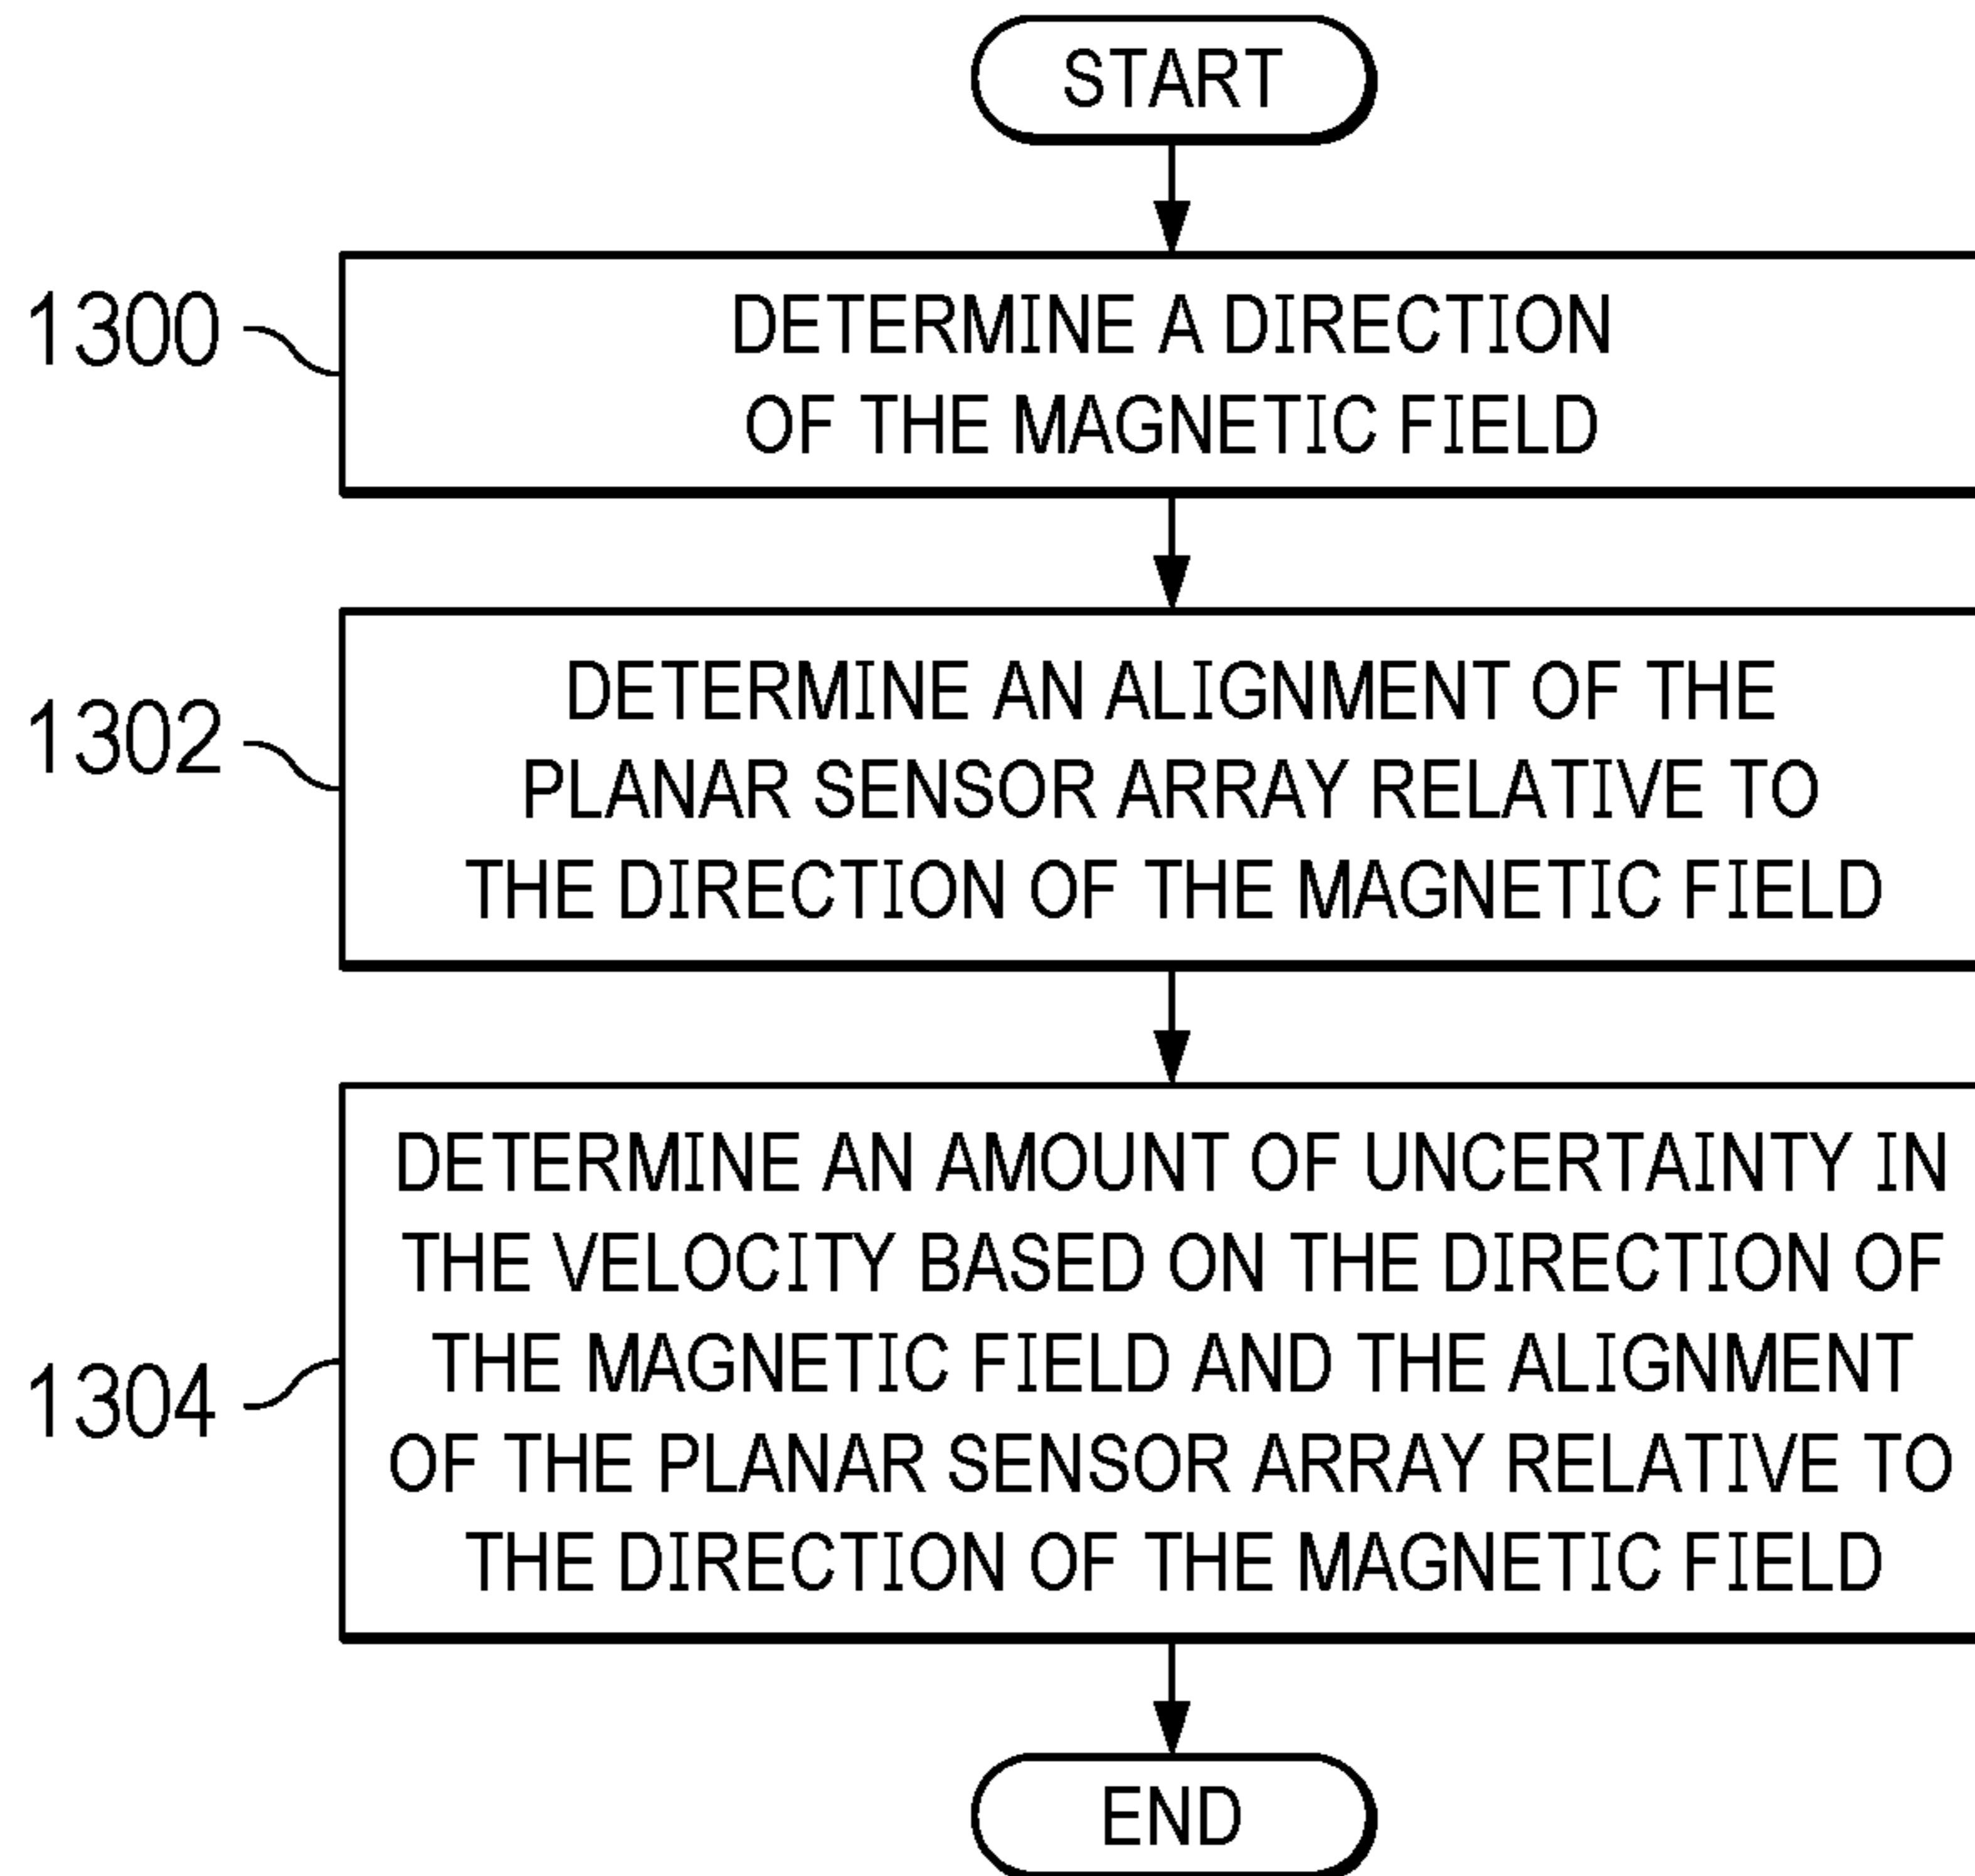 START
1300
DETERMINE A DIRECTION
OF THE MAGNETIC FIELD
1302
DETERMINE AN ALIGNMENT OF THE
PLANAR SENSOR ARRAY RELATIVE TO
THE DIRECTION OF THE MAGNETIC FIELD
1304
DETERMINE AN AMOUNT OF UNCERTAINTY IN
THE VELOCITY BASED ON THE DIRECTION OF
THE MAGNETIC FIELD AND THE ALIGNMENT
OF THE PLANAR SENSOR ARRAY RELATIVE TO
THE DIRECTION OF THE MAGNETIC FIELD
END